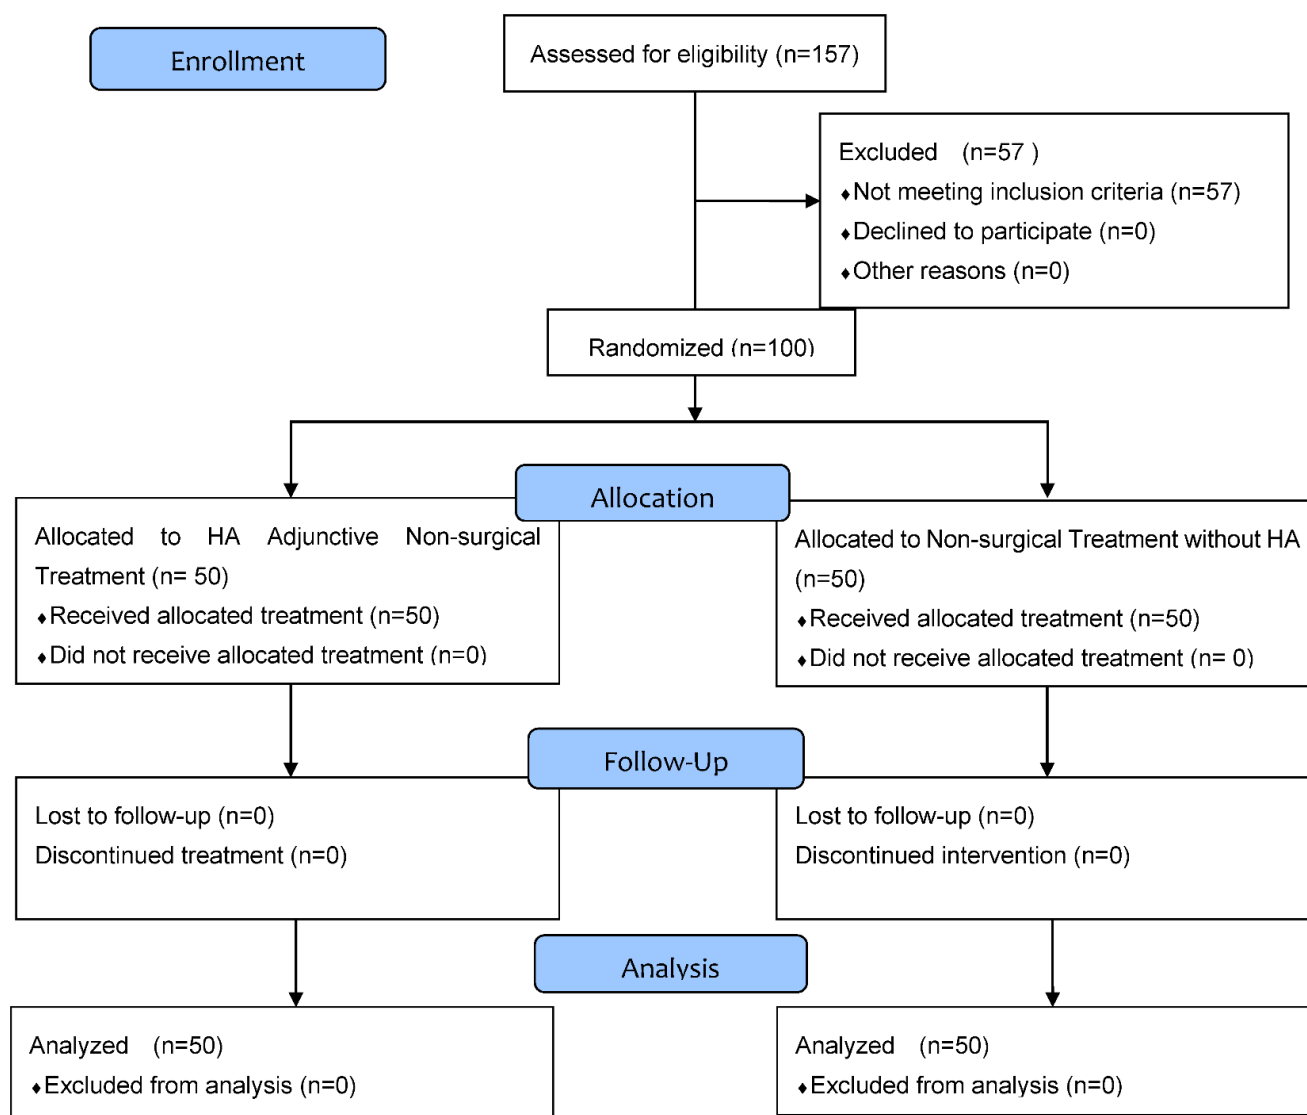 Enrollment
Assessed for eligibility (n=157)
Excluded (n=57 )
♦Not meeting inclusion criteria (n=57)
♦Declined to participate (n=0)
♦Other reasons (n=0)
Randomized (n=100)
Allocation
Allocated to HA Adjunctive Non-surgical
Treatment (n= 50)
♦Received allocated treatment (n=50)
♦Did not receive allocated treatment (n=0)
Allocated to Non-surgical Treatment without HA
(n=50)
♦Received allocated treatment (n=50)
♦Did not receive allocated treatment (n= 0)
Follow-Up
Lost to follow-up (n=0)
Discontinued treatment (n=0)
Lost to follow-up (n=0)
Discontinued intervention (n=0)
Analysis
Analyzed (n=50)
♦Excluded from analysis (n=0)
Analyzed (n=50)
♦Excluded from analysis (n=0)